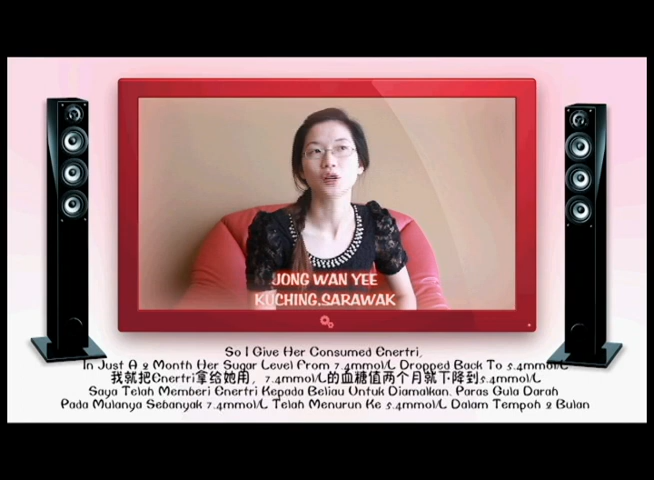 JONG WAN YEE
KUCHING,SARAWAK
So I Give Her Consumed Enertri,
In Just A 2 Month Her Sugar Level From 7.4mmol/L Dropped Back To 5.4mmol/L
我就把Enertri拿给她用，7.4mmol/L的血糖值两个月就下降到5.4mmol/L
Saya Telah Memberi Enertri Kepada Beliau Untuk Diamalkan. Paras Gula Darah
Pada Mulanya Sebanyak 7.4mmol/L Telah Menurun Ke 5.4mmol/L Dalam Tempoh 2 Bulan